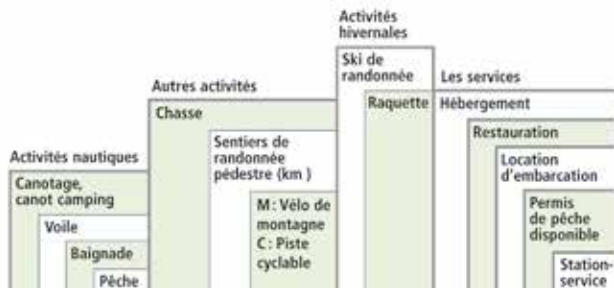 Activités nautiques
Canotage,
canot camping
Voile
Baignade
Pêche
Autres activités
Chasse
Sentiers de
randonnée
pédestre (km )
M : Vélo de
montagne
C : Piste
cyclable
Activités
hivernales
Ski de
randonnée
Raquette
Les services
Hébergement
Restauration
Location
d'embarcation
Permis
de pêche
disponible
Station-
service